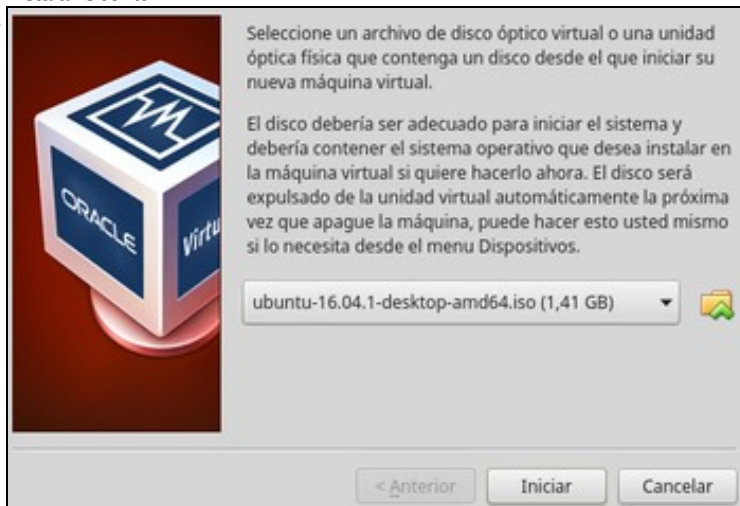 Seleccione un archivo de disco óptico virtual o una unidad
óptica física que contenga un disco desde el que iniciar su
nueva máquina virtual.
El disco debería ser adecuado para iniciar el sistema y
debería contener el sistema operativo que desea instalar en
la máquina virtual si quiere hacerlo ahora. El disco será
expulsado de la unidad virtual automáticamente la próxima
vez que apague la máquina, puede hacer esto usted mismo
si lo necesita desde el menu Dispositivos.
ORACLE
Virtu
ubuntu-16.04.1-desktop-amd64.iso (1,41 GB)
< Anterior
Iniciar
Cancelar